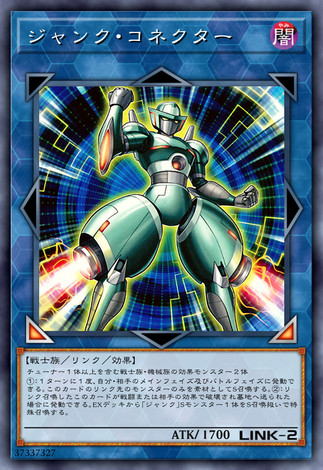 ジャンク・コネクター
やみ
闇
【戦士族/リンク/効果】
チューナー1体以上を含む戦士族・機械族の効果モンスター2体
①:1ターンに1度、自分・相手のメインフェイズ及びバトルフェイズに発動で
きる。このカードのリンク先のモンスターのみを素材としてS召喚する。②:リ
ンク召喚したこのカードが戦闘または相手の効果で破壊され墓地へ送られた
場合に発動できる。EXデッキから「ジャンク」Sモンスター1体をS召喚扱いで特
殊召喚する。
ATK/1700 LINK-2
37337327